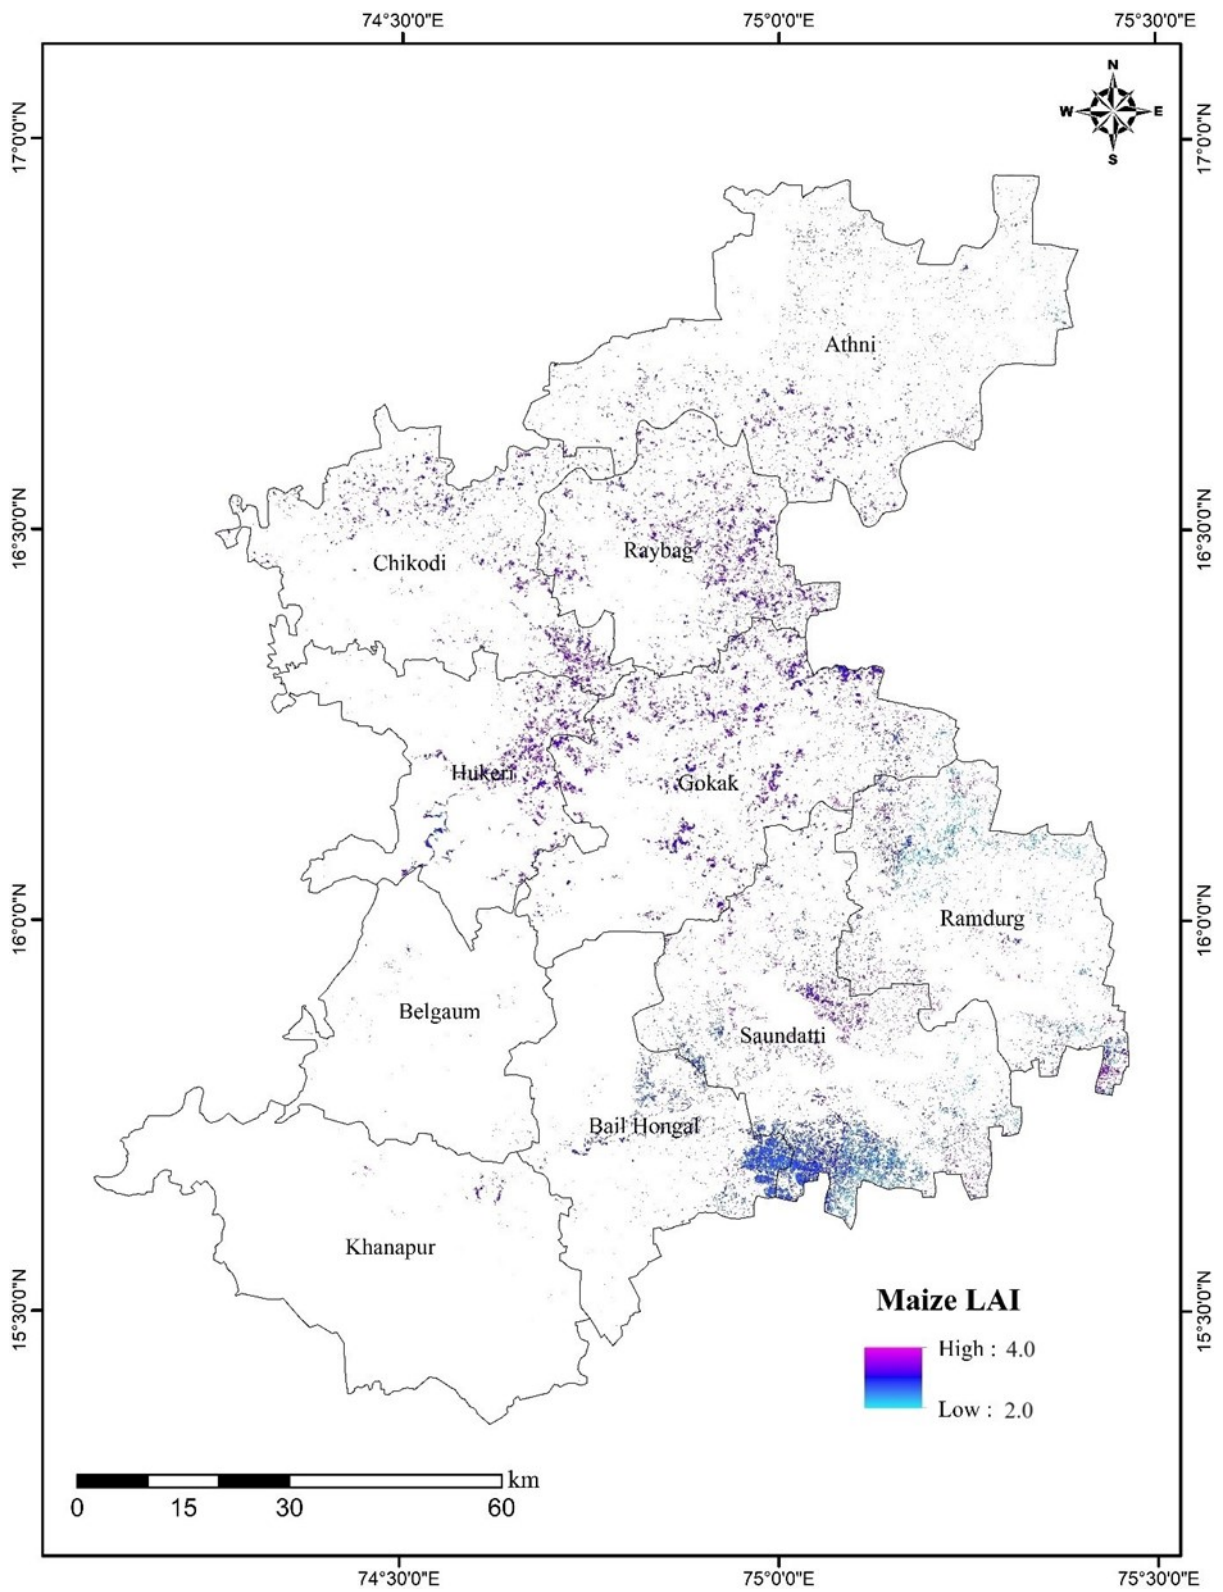 74°30'0"E
75°0'0"E
75°30'0"E
N
W
E
S
17°0'0"N
17°0'0"N
Athni
16°30'0"N
16°30'0"N
Chikodi
Raybag
Hukeri
Gokak
16°0'0"N
16°0'0"N
Ramdurg
Belgaum
Saundatti
Bail Hongal
Khanapur
15°30'0"N
15°30'0"N
Maize LAI
High : 4.0
Low : 2.0
km
0 15 30 60
74°30'0"E
75°0'0"E
75°30'0"E